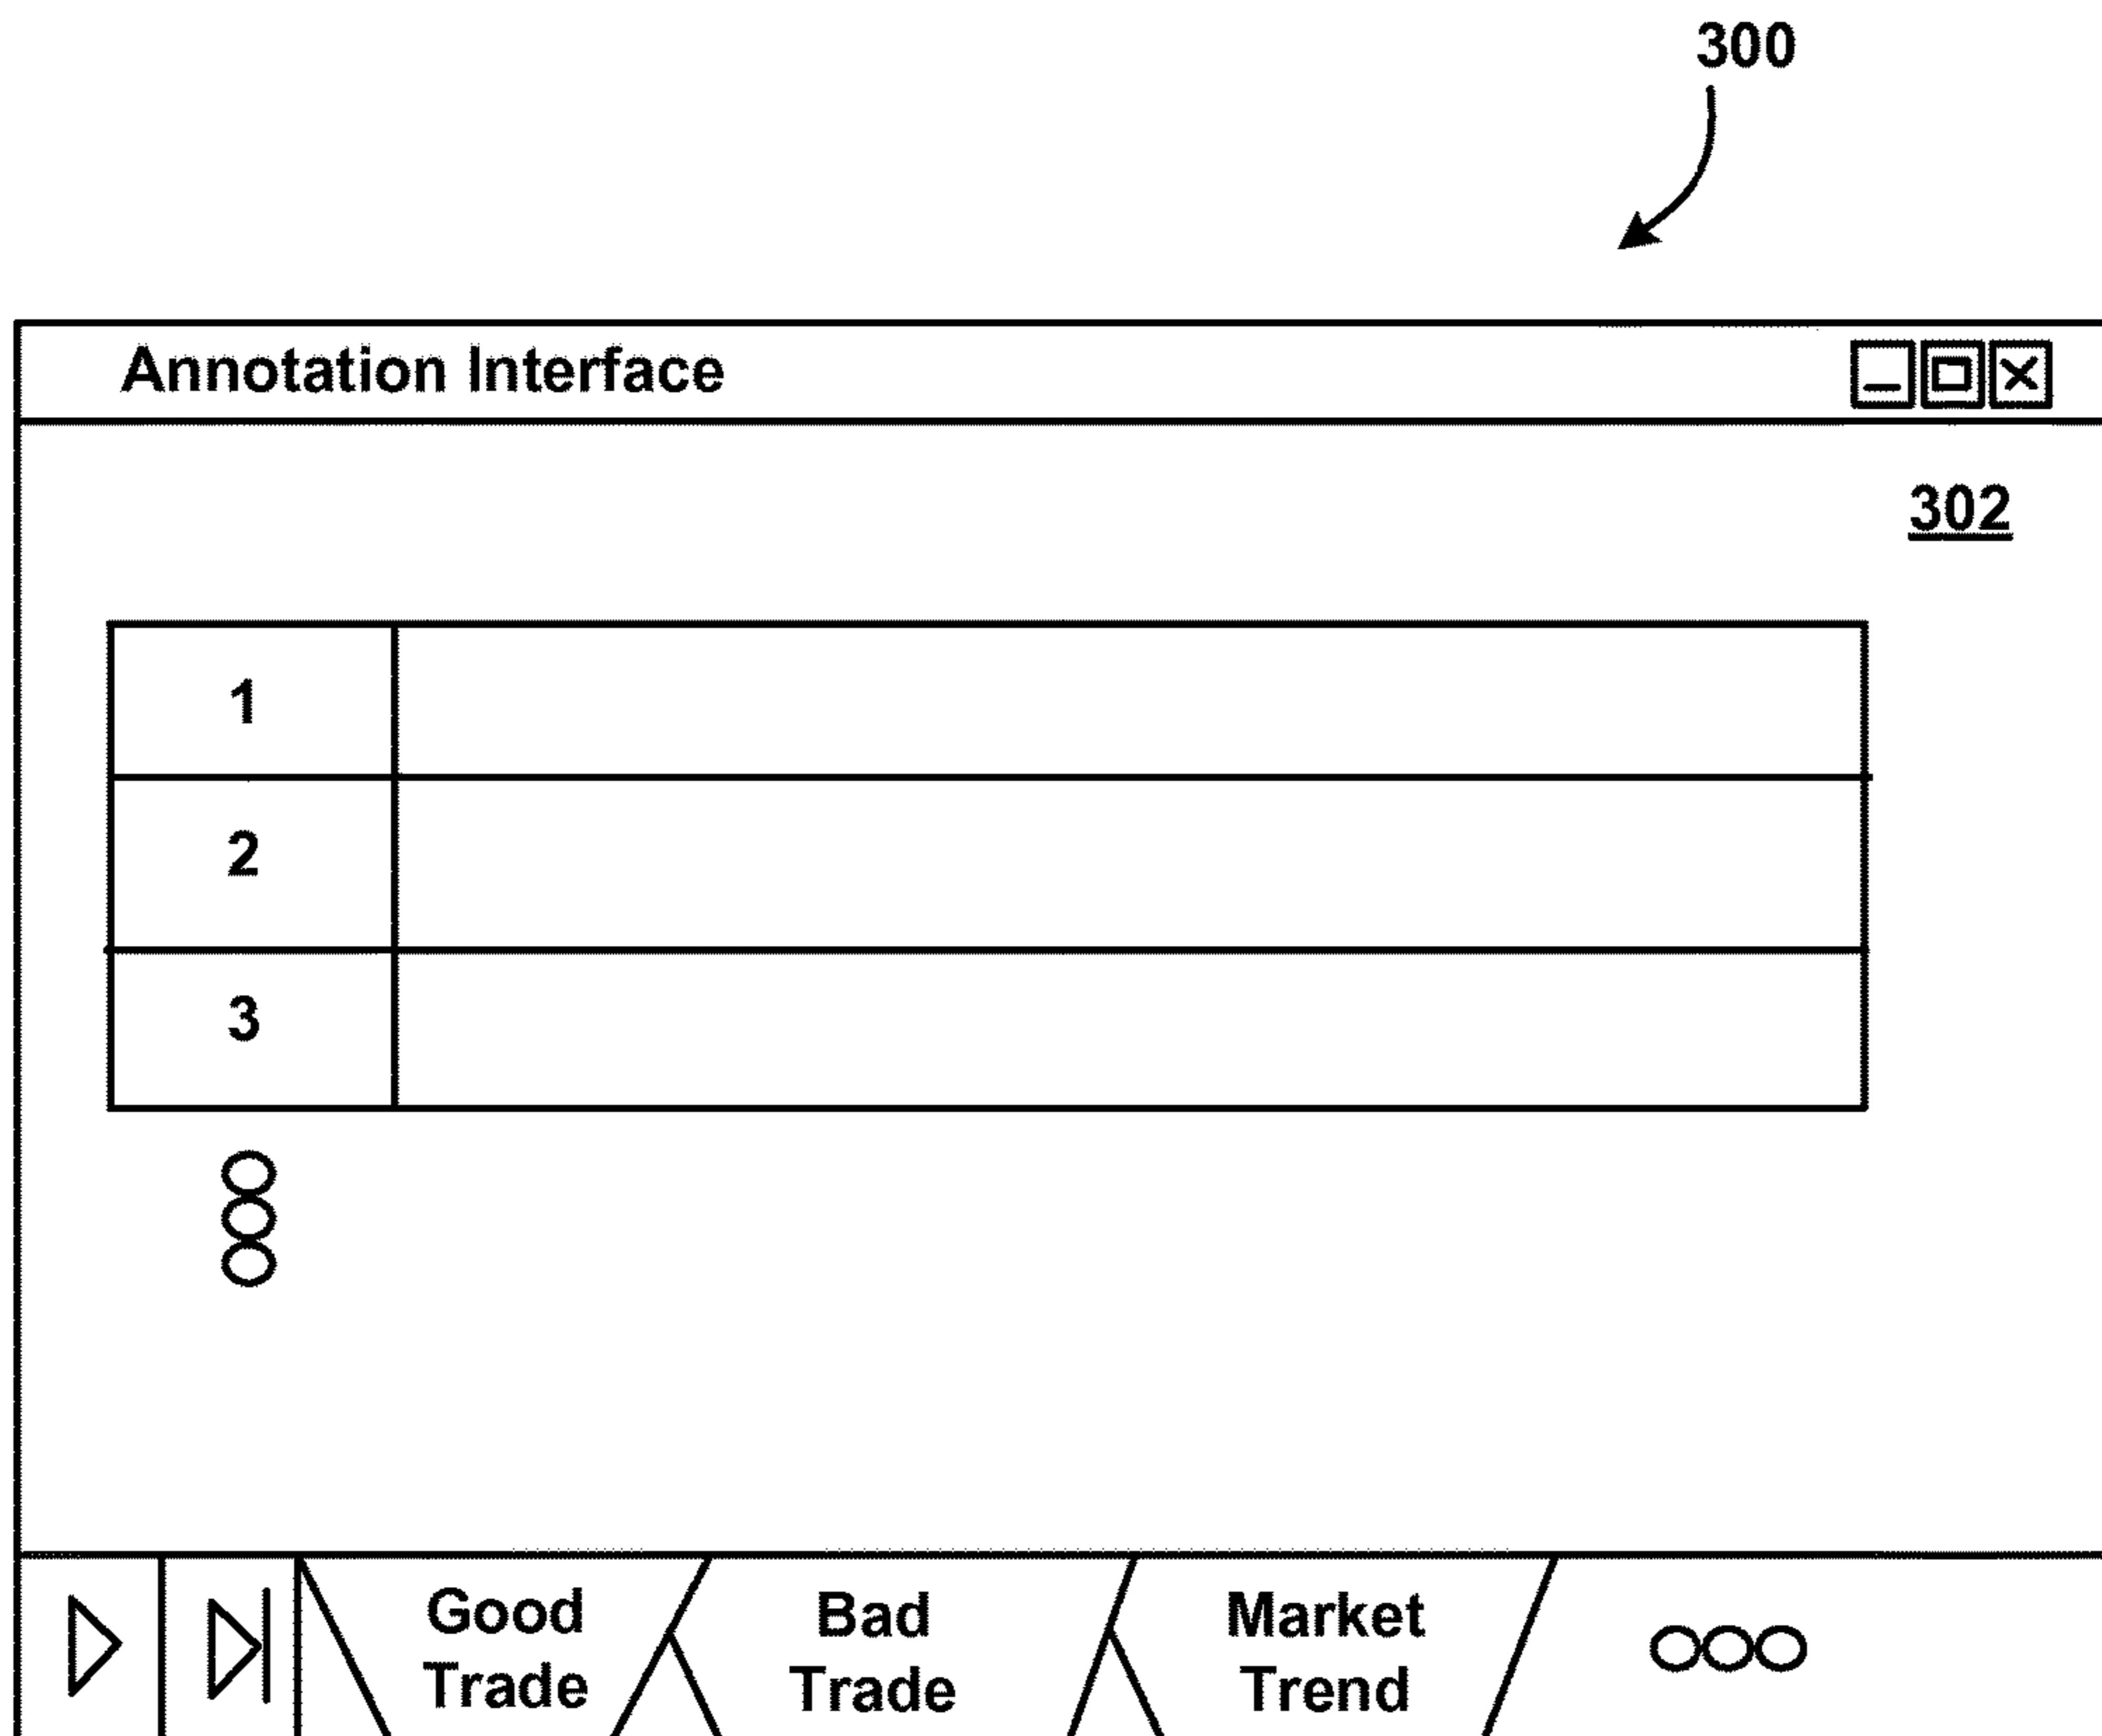 300
Annotation Interface
302
1
2
3
Good
Trade
Bad
Trade
Market
Trend